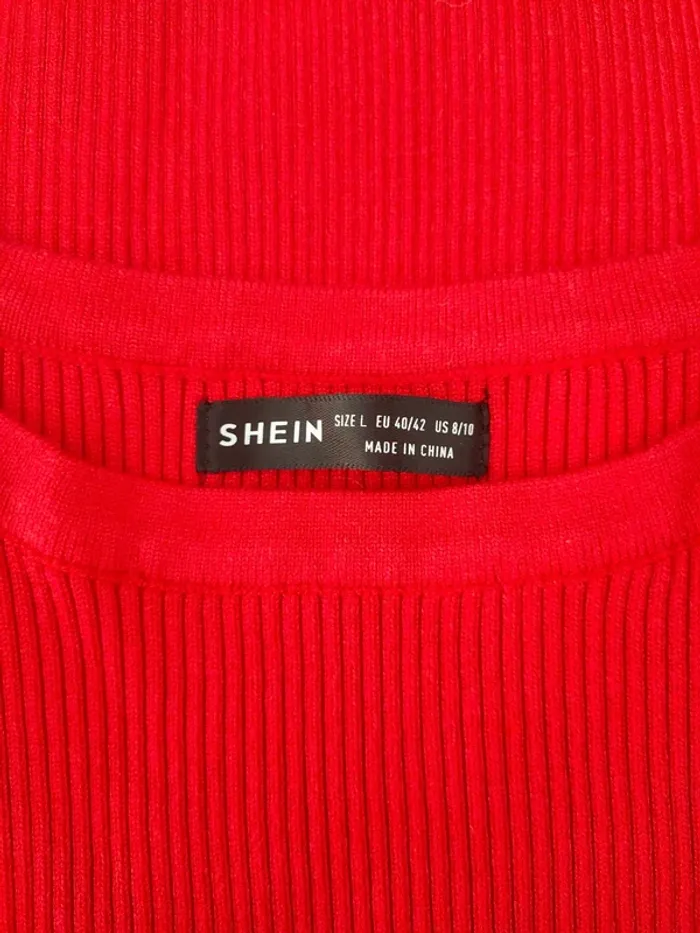 SHEIN
SIZE L EU 40/42 US 8/10
MADE IN CHINA